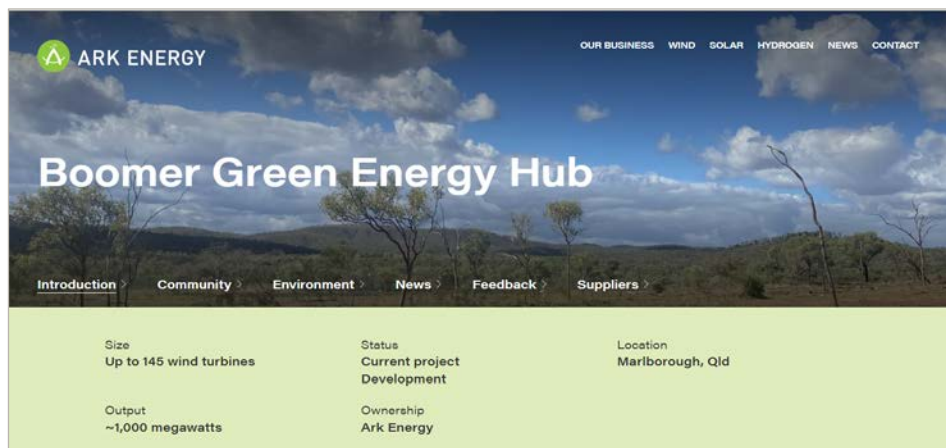 ARK ENERGY
OUR BUSINESS WIND SOLAR HYDROGEN NEWS CONTACT
Boomer Green Energy Hub
Introduction > Community > Environment > News > Feedback > Suppliers >
Size
Up to 145 wind turbines
Status
Current project
Development
Location
Marlborough, Qld
Output
~1,000 megawatts
Ownership
Ark Energy